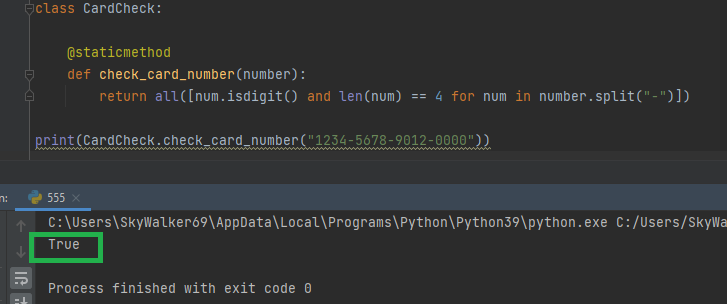 class CardCheck:
@staticmethod
def check_card_number(number):
return all([num.isdigit() and len(num) == 4 for num in number.split("-")])
print(CardCheck.check_card_number("1234-5678-9012-0000"))
n:
555
C:\Users\SkyWalker69\AppData\Local\Programs\Python\Python39\python.exe C:/Users/SkyWa
True
Process finished with exit code 0